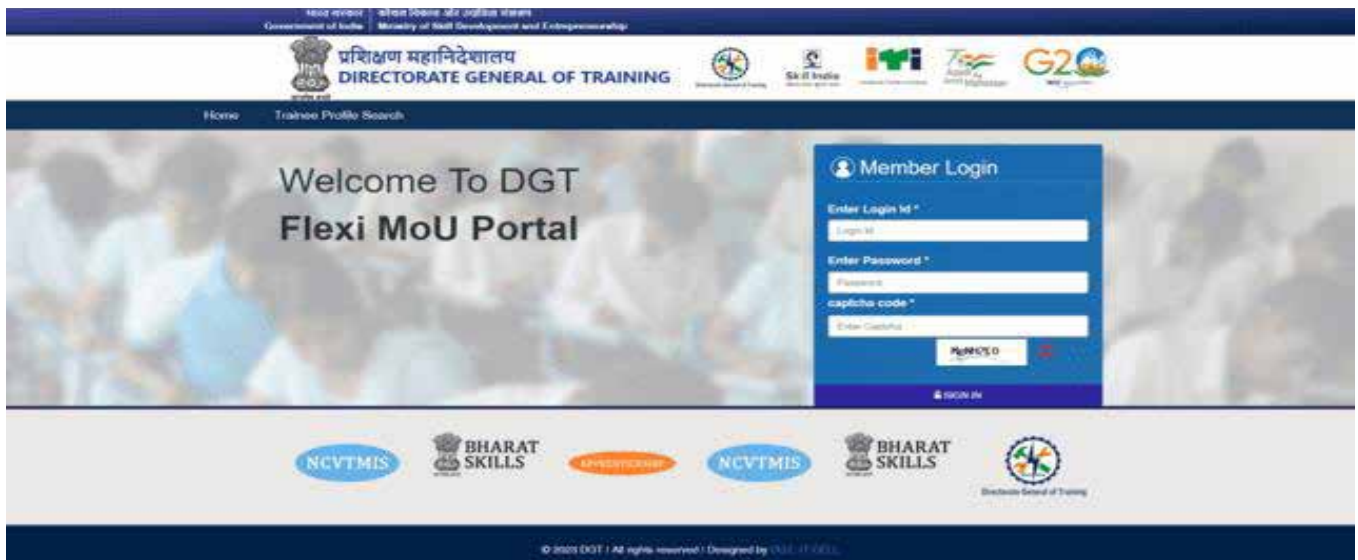 भारत सरकार
Government of India
कौशल विकास और उद्यमिता मंत्रालय
Ministry of Skill Development and Entrepreneurship
प्रशिक्षण महानिदेशालय
DIRECTORATE GENERAL OF TRAINING
Skill India
iti
G20
Home
Trainee Profile Search
Welcome To DGT
Flexi MoU Portal
Member Login
Enter Login Id *
Login Id
Enter Password *
Password
captcha code *
Enter Captcha
SIGN IN
NCVTMIS
BHARAT
SKILLS
APPRENTICESHIP
NCVTMIS
BHARAT
SKILLS
Directorate General of Training
© 2023 DGT | All rights reserved | Designed by